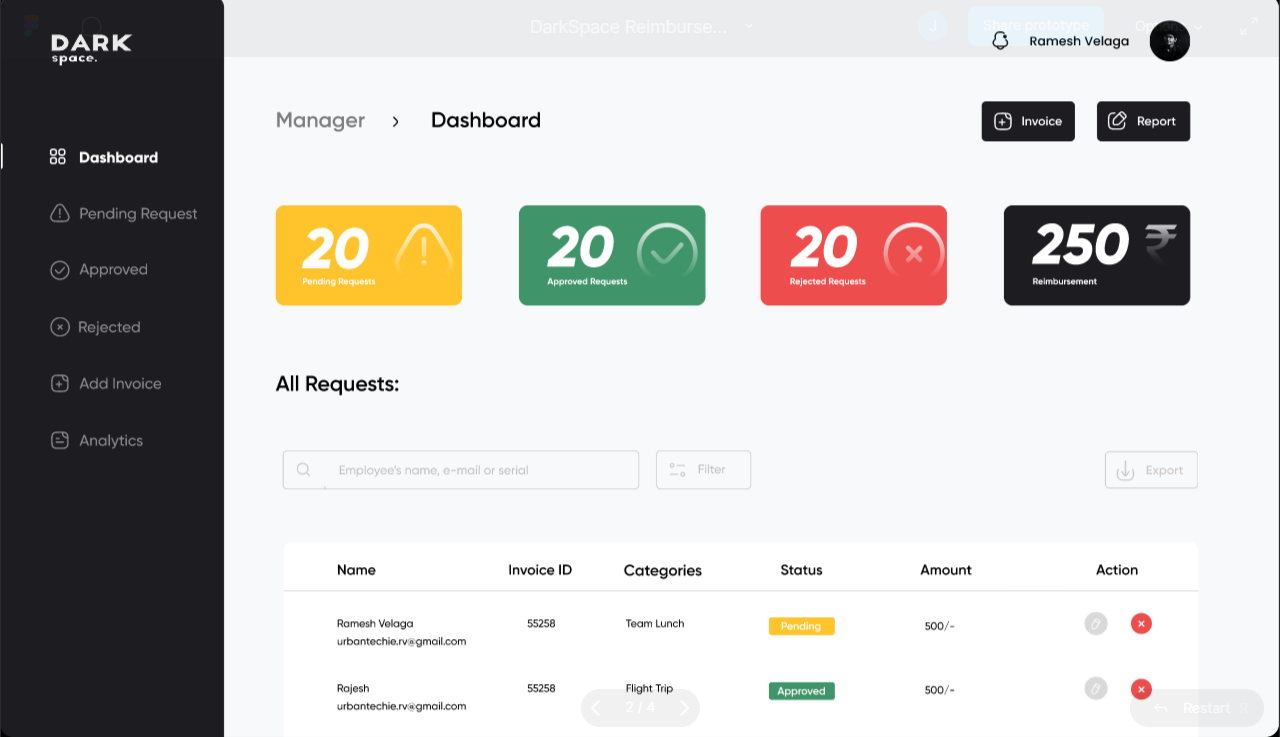 DarkSpace Reimburse...
J
Share prototype
DARK
space.
Ramesh Velaga
Manager > Dashboard
Invoice
Report
Dashboard
Pending Request
Approved
Rejected
Add Invoice
Analytics
20
Pending Requests
20
Approved Requests
20
Rejected Requests
250 ₹
Reimbursement
All Requests:
Employee's name, e-mail or serial
Filter
Export
Name Invoice ID Categories Status Amount Action
Ramesh Velaga 55258 Team Lunch Pending 500/-
urbantechie.rv@gmail.com
Rajesh 55258 Flight Trip Approved 500/-
urbantechie.rv@gmail.com
2 / 4
Restart R